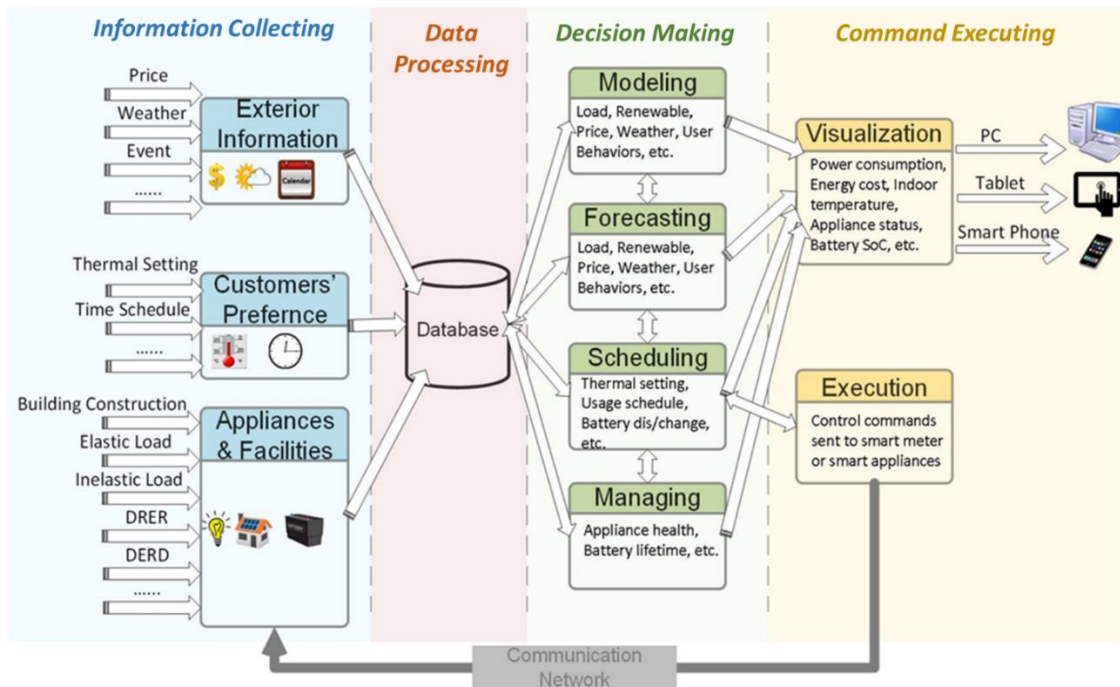 Information Collecting
Data
Processing
Decision Making
Command Executing
Price
Weather
Event
......
Exterior
Information
Calendar
Thermal Setting
Time Schedule
......
Customers'
Prefernce
Building Construction
Elastic Load
Inelastic Load
DRER
DERD
......
Appliances
& Facilities
Database
Modeling
Load, Renewable,
Price, Weather, User
Behaviors, etc.
Forecasting
Load, Renewable,
Price, Weather, User
Behaviors, etc.
Scheduling
Thermal setting,
Usage schedule,
Battery dis/change,
etc.
Managing
Appliance health,
Battery lifetime, etc.
Visualization
Power consumption,
Energy cost, Indoor
temperature,
Appliance status,
Battery SoC, etc.
PC
Tablet
Smart Phone
Execution
Control commands
sent to smart meter
or smart appliances
Communication
Network